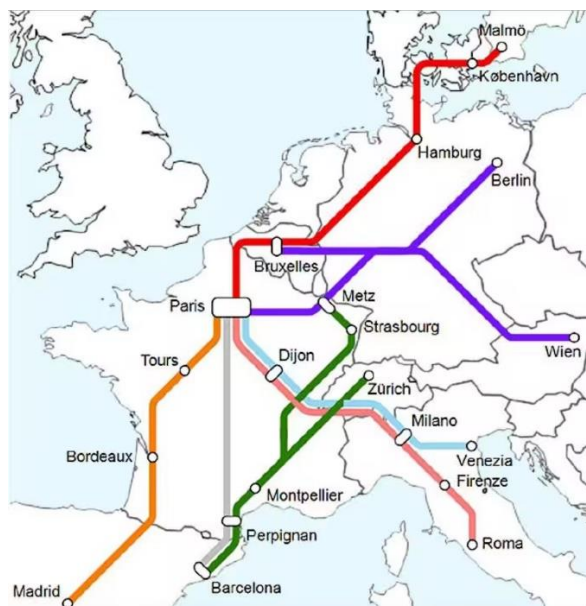 Malmö
København
Hamburg
Berlin
Bruxelles
Paris
Metz
Strasbourg
Wien
Dijon
Tours
Zürich
Milano
Bordeaux
Venezia
Firenze
Montpellier
Perpignan
Roma
Barcelona
Madrid